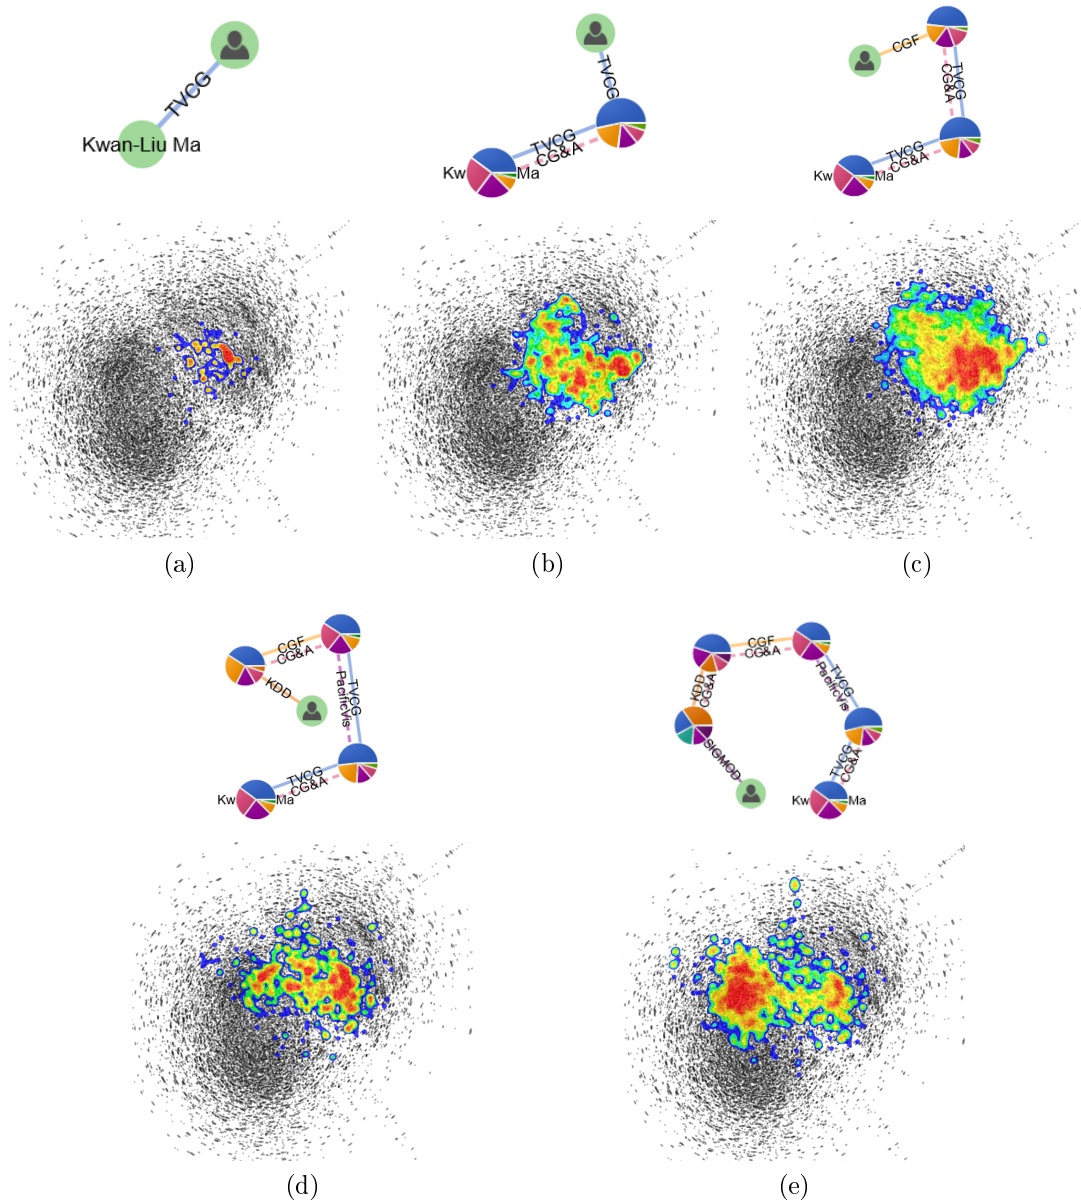 TVCG
Kwan-Liu Ma
TVCG
TVCG
CG&A
Kw Ma
CGF
TVCG
CG&A
TVCG
CG&A
Kw Ma
(a)
(b)
(c)
CGF
CG&A
KDD
TVCG
PacificVis
TVCG
CG&A
Kw Ma
CGF
CG&A
KDD
CG&A
TVCG
PacificVis
SIGMOD
TVCG
CG&A
Kw Ma
(d)
(e)